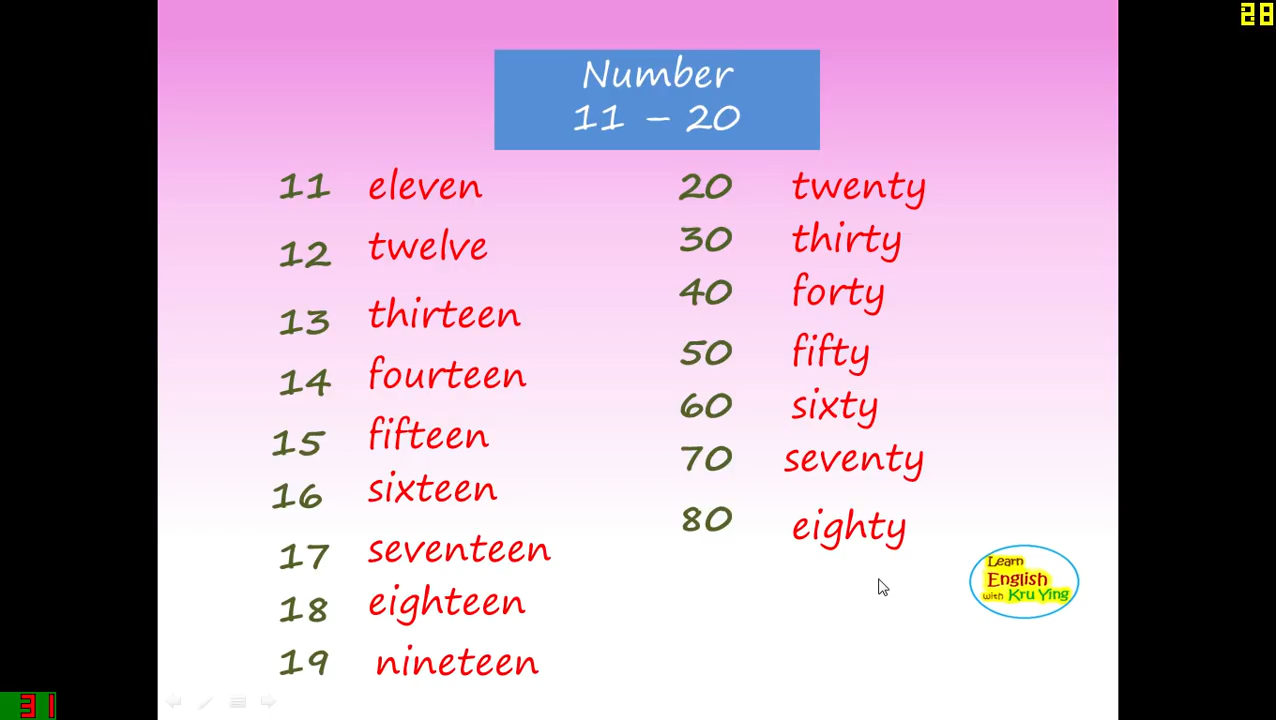 28
Number
11 – 20
11 eleven
12 twelve
13 thirteen
14 fourteen
15 fifteen
16 sixteen
17 seventeen
18 eighteen
19 nineteen
20 twenty
30 thirty
40 forty
50 fifty
60 sixty
70 seventy
80 eighty
Learn
English
with Kru Ying
31